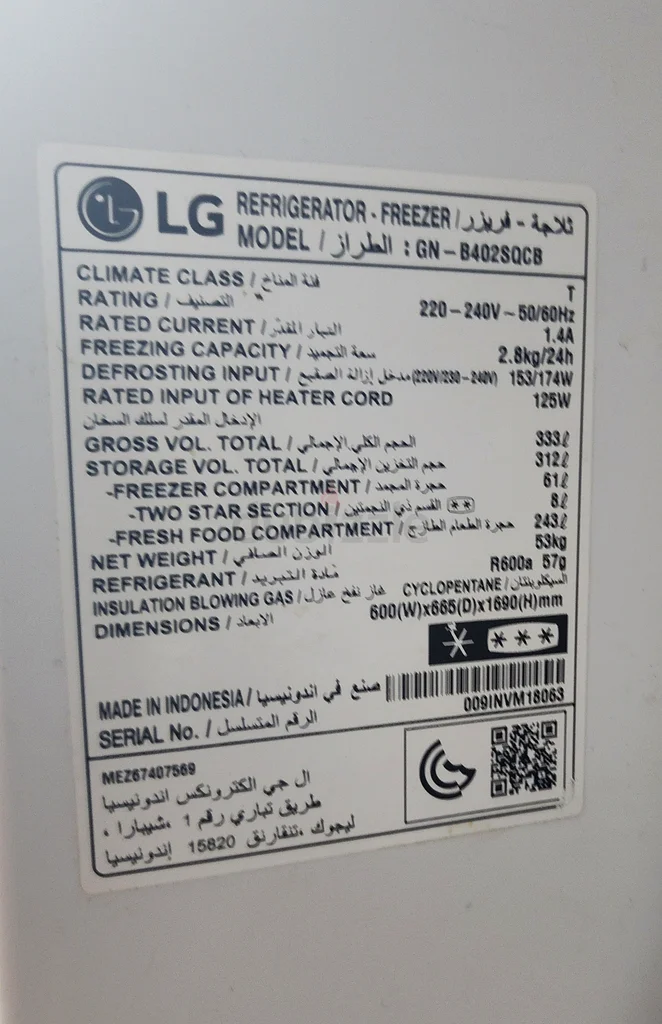 LG REFRIGERATOR - FREEZER / ثلاجة - فريزر
MODEL / الطراز : GN - B402SQCB
CLIMATE CLASS / فئة المناخ T
RATING / التصنيف 220 - 240V ~ 50/60Hz
RATED CURRENT / التيار المقدّر 1.4A
FREEZING CAPACITY / سعة التجميد 2.8kg/24h
DEFROSTING INPUT / مدخل إزالة الصقيع (220V/230 - 240V) 153/174W
RATED INPUT OF HEATER CORD 125W
الإدخال المقدر لسلك السخان
GROSS VOL. TOTAL / الحجم الكلي الإجمالي 333ℓ
STORAGE VOL. TOTAL / حجم التخزين الإجمالي 312ℓ
-FREEZER COMPARTMENT / حجرة المجمد 61ℓ
-TWO STAR SECTION / القسم ذي النجمتين ** 8ℓ
-FRESH FOOD COMPARTMENT / حجرة الطعام الطازج 243ℓ
NET WEIGHT / الوزن الصافي 53kg
REFRIGERANT / مادة التبريد R600a 57g
INSULATION BLOWING GAS / غاز نفخ عازل CYCLOPENTANE / السيكلوبنتان
DIMENSIONS / الابعاد 600(W)x665(D)x1690(H)mm
MADE IN INDONESIA / صنع في اندونيسيا
SERIAL No. / الرقم المتسلسل 009INVM18063
MEZ67407569
ال جي الكترونكس اندونيسيا
طريق تباري رقم 1 ،شيبارا ،
ليجوك ،تنقارنق 15820 إندونيسيا